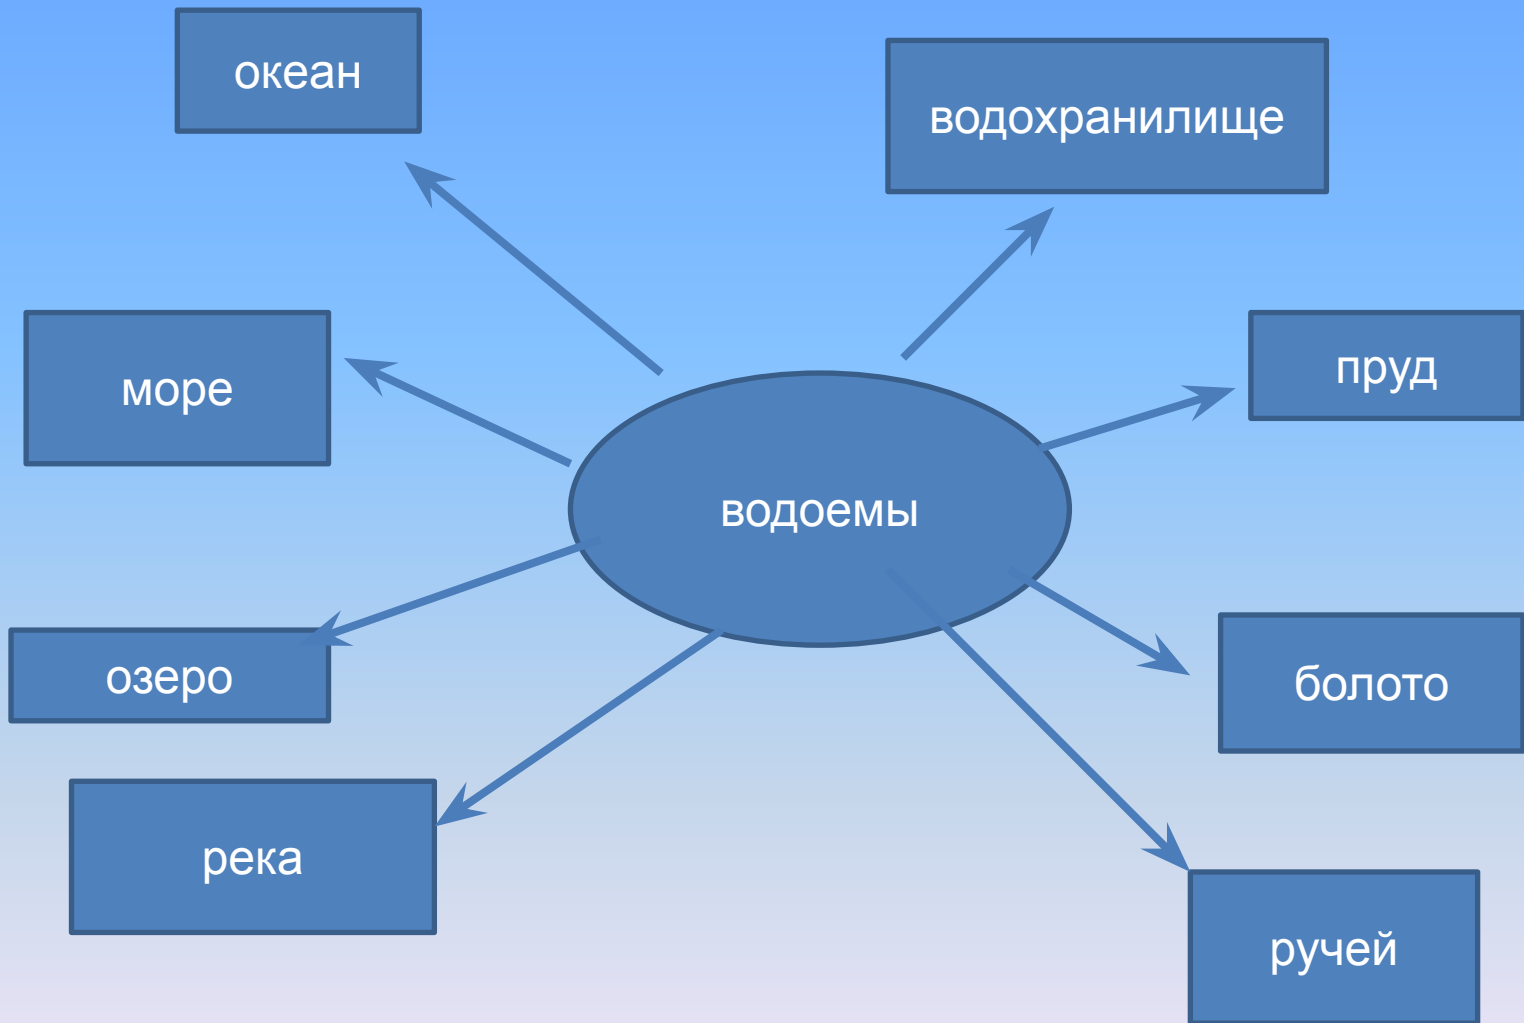 океан
водохранилище
море
пруд
водоемы
озеро
болото
река
ручей